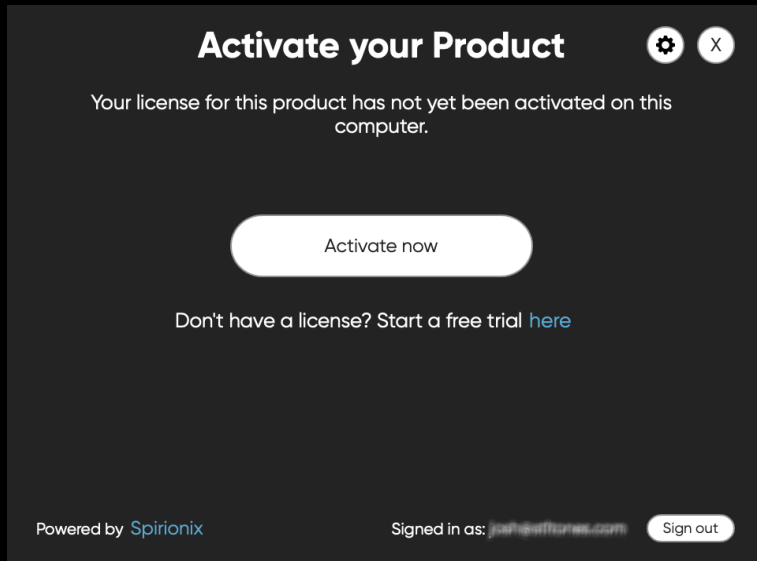 Activate your Product
X
Your license for this product has not yet been activated on this
computer.
Activate now
Don't have a license? Start a free trial here
Powered by Spirionix
Signed in as:
Sign out